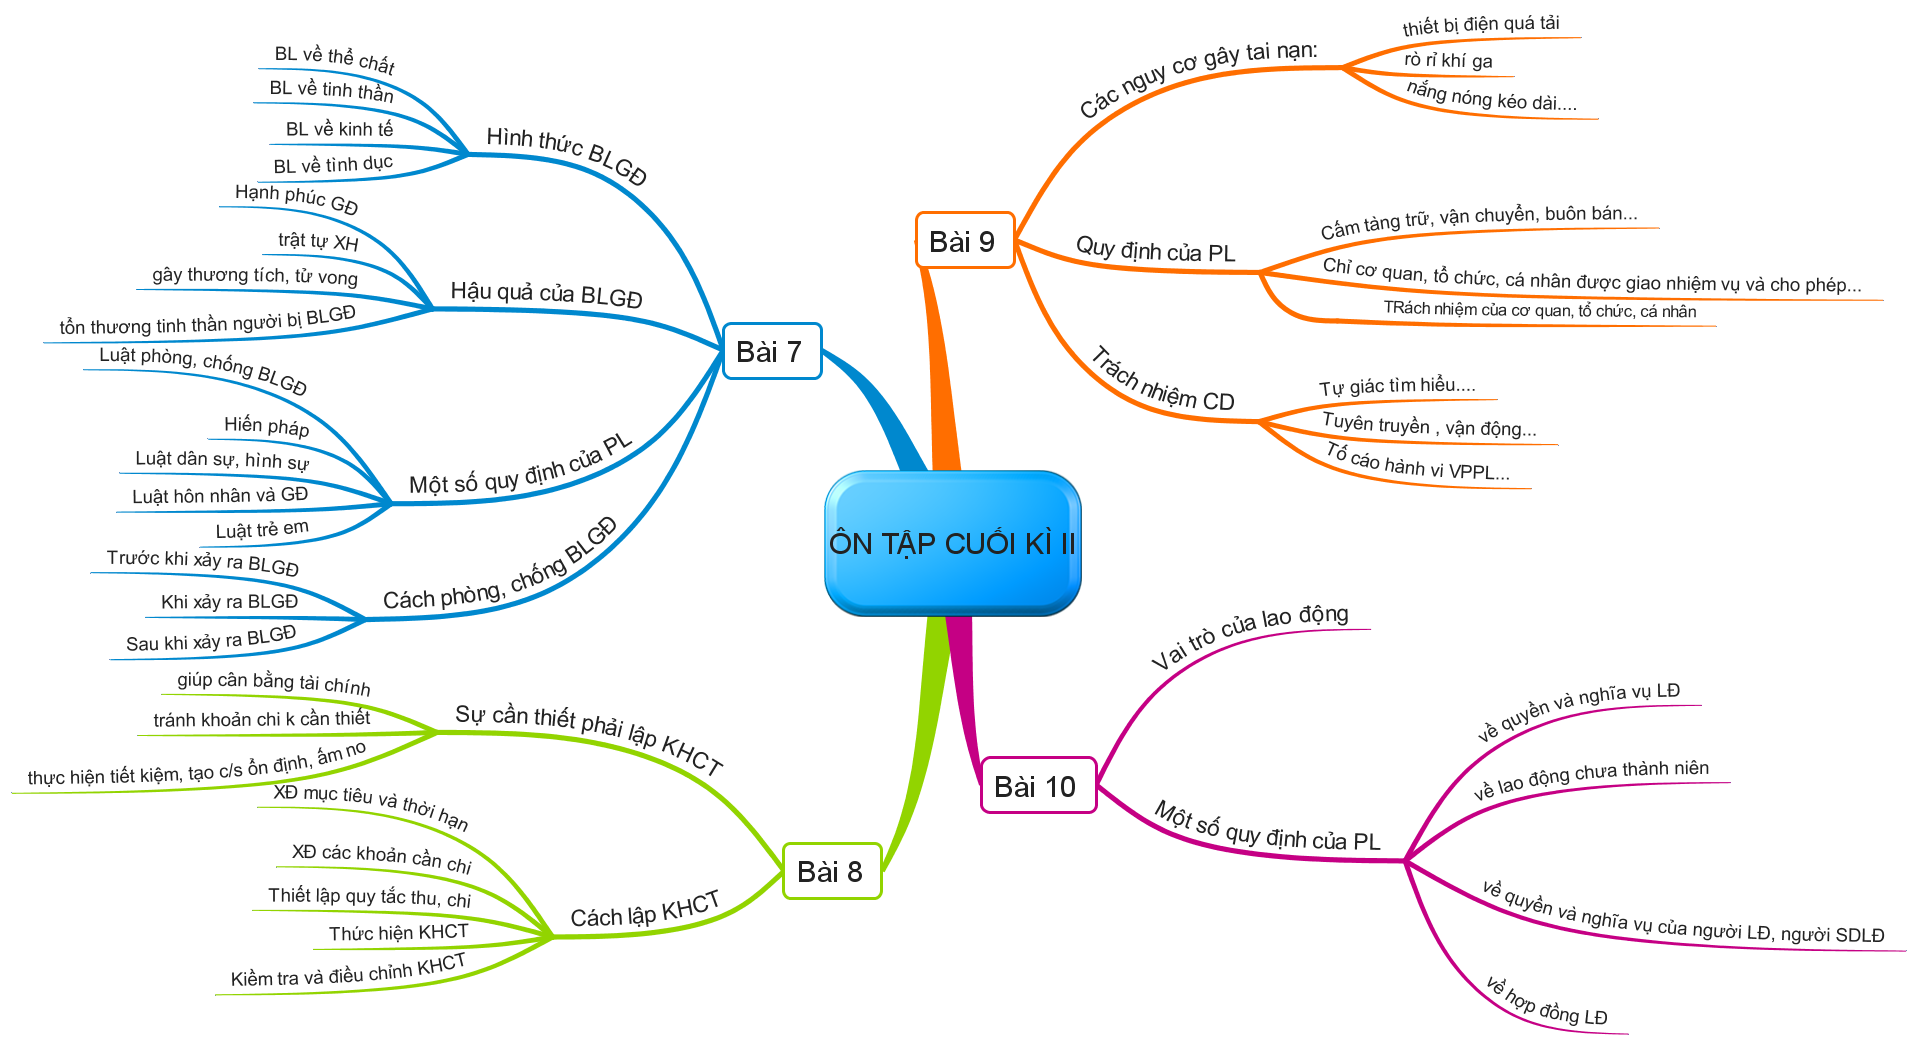 ÔN TẬP CUỐI KÌ II
Bài 7
Hình thức BLGĐ
BL về thể chất
BL về tinh thần
BL về kinh tế
BL về tình dục
Hậu quả của BLGĐ
Hạnh phúc GĐ
trật tự XH
gây thương tích, tử vong
tổn thương tinh thần người bị BLGĐ
Một số quy định của PL
Luật phòng, chống BLGĐ
Hiến pháp
Luật dân sự, hình sự
Luật hôn nhân và GĐ
Luật trẻ em
Cách phòng, chống BLGĐ
Trước khi xảy ra BLGĐ
Khi xảy ra BLGĐ
Sau khi xảy ra BLGĐ
Bài 8
Sự cần thiết phải lập KHCT
giúp cân bằng tài chính
tránh khoản chi k cần thiết
thực hiện tiết kiệm, tạo c/s ổn định, ấm no
Cách lập KHCT
XĐ mục tiêu và thời hạn
XĐ các khoản cần chi
Thiết lập quy tắc thu, chi
Thức hiện KHCT
Kiềm tra và điều chỉnh KHCT
Bài 9
Các nguy cơ gây tai nạn:
thiết bị điện quá tải
rò rỉ khí ga
nắng nóng kéo dài....
Quy định của PL
Cấm tàng trữ, vận chuyển, buôn bán...
Chỉ cơ quan, tổ chức, cá nhân được giao nhiệm vụ và cho phép...
TRách nhiệm của cơ quan, tổ chức, cá nhân
Trách nhiệm CD
Tự giác tìm hiểu....
Tuyên truyền , vận động...
Tố cáo hành vi VPPL...
Bài 10
Vai trò của lao động
Một số quy định của PL
về quyền và nghĩa vụ LĐ
về lao động chưa thành niên
về quyền và nghĩa vụ của người LĐ, người SDLĐ
về hợp đồng LĐ